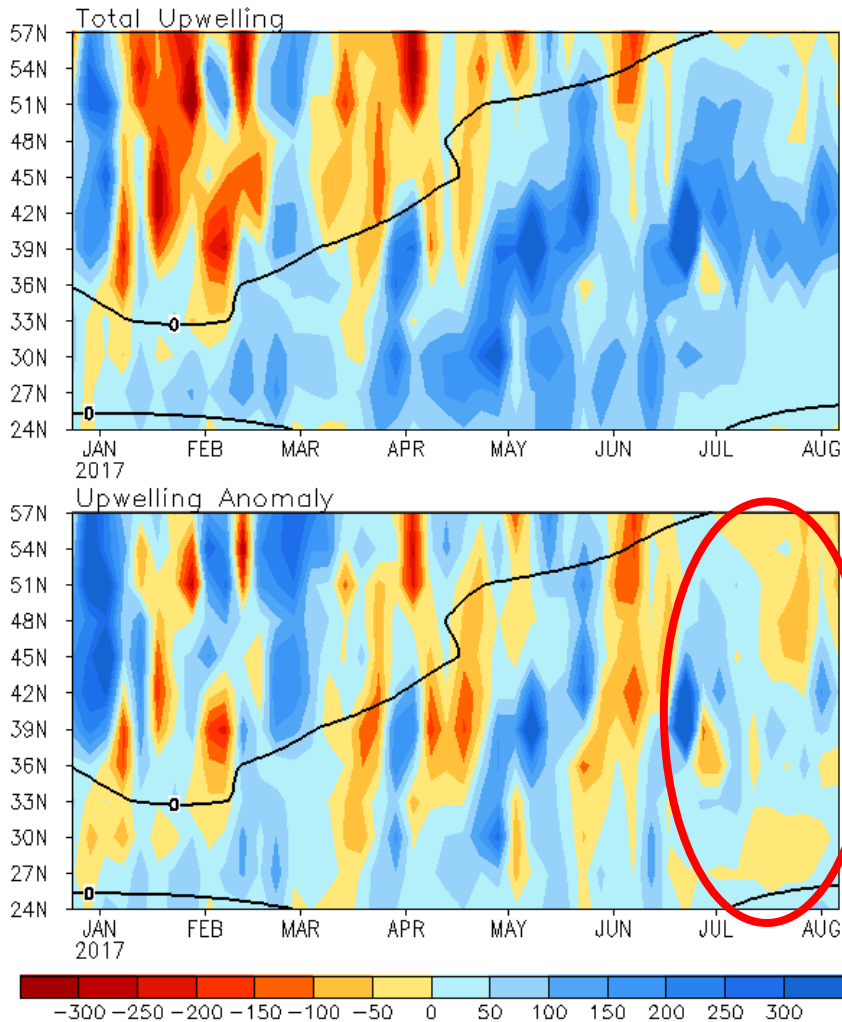 Total Upwelling
57N
54N
51N
48N
45N
42N
39N
36N
33N
30N
27N
24N
0
0
JAN FEB MAR APR MAY JUN JUL AUG
2017
Upwelling Anomaly
57N
54N
51N
48N
45N
42N
39N
36N
33N
30N
27N
24N
0
0
JAN FEB MAR APR MAY JUN JUL AUG
2017
-300 -250 -200 -150 -100 -50 0 50 100 150 200 250 300